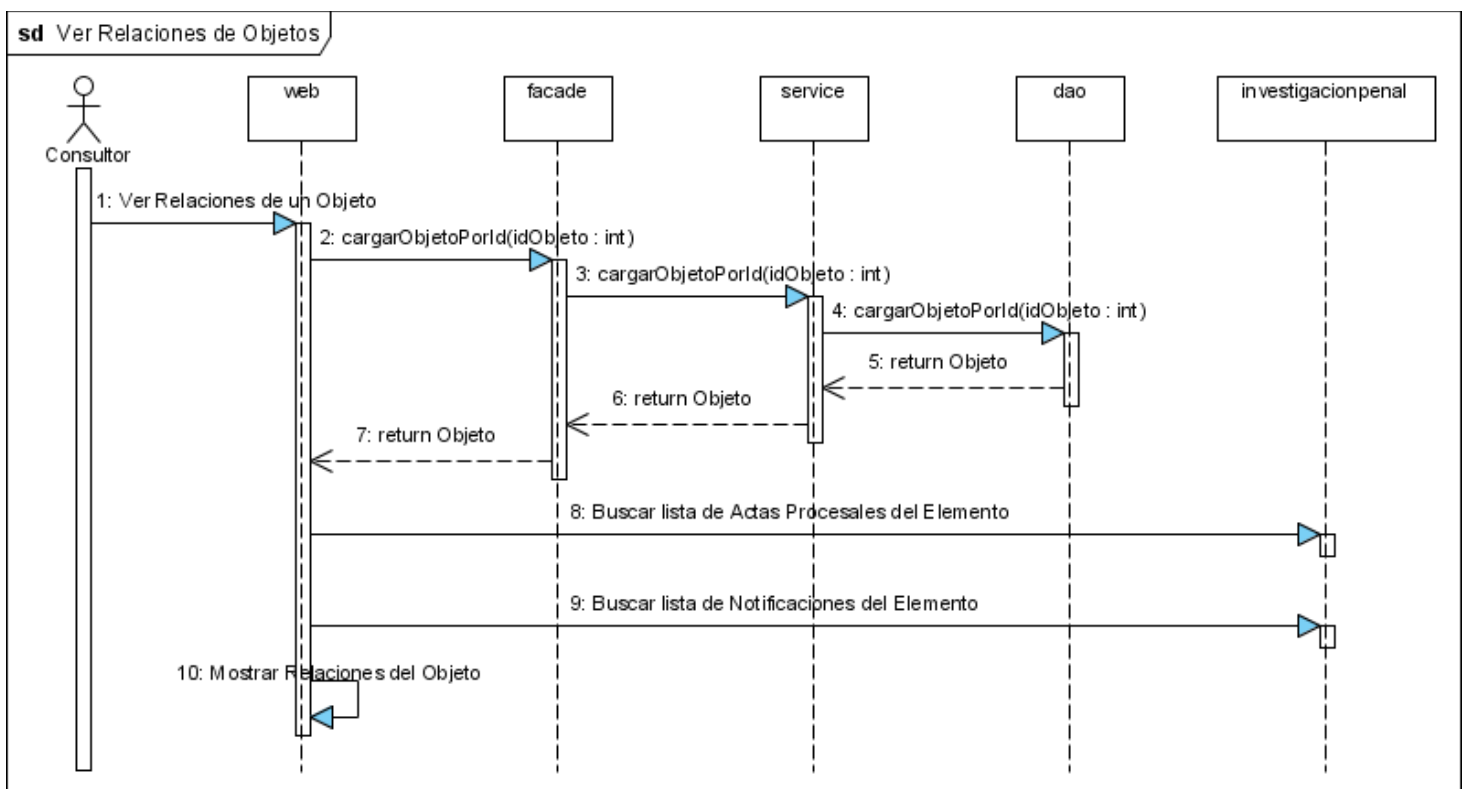 sd Ver Relaciones de Objetos
web
facade
service
dao
investigacionpenal
Consultor
1: Ver Relaciones de un Objeto
2: cargarObjetoPorId(idObjeto : int)
3: cargarObjetoPorId(idObjeto : int)
4: cargarObjetoPorId(idObjeto : int)
5: return Objeto
6: return Objeto
7: return Objeto
8: Buscar lista de Actas Procesales del Elemento
9: Buscar lista de Notificaciones del Elemento
10: Mostrar Relaciones del Objeto